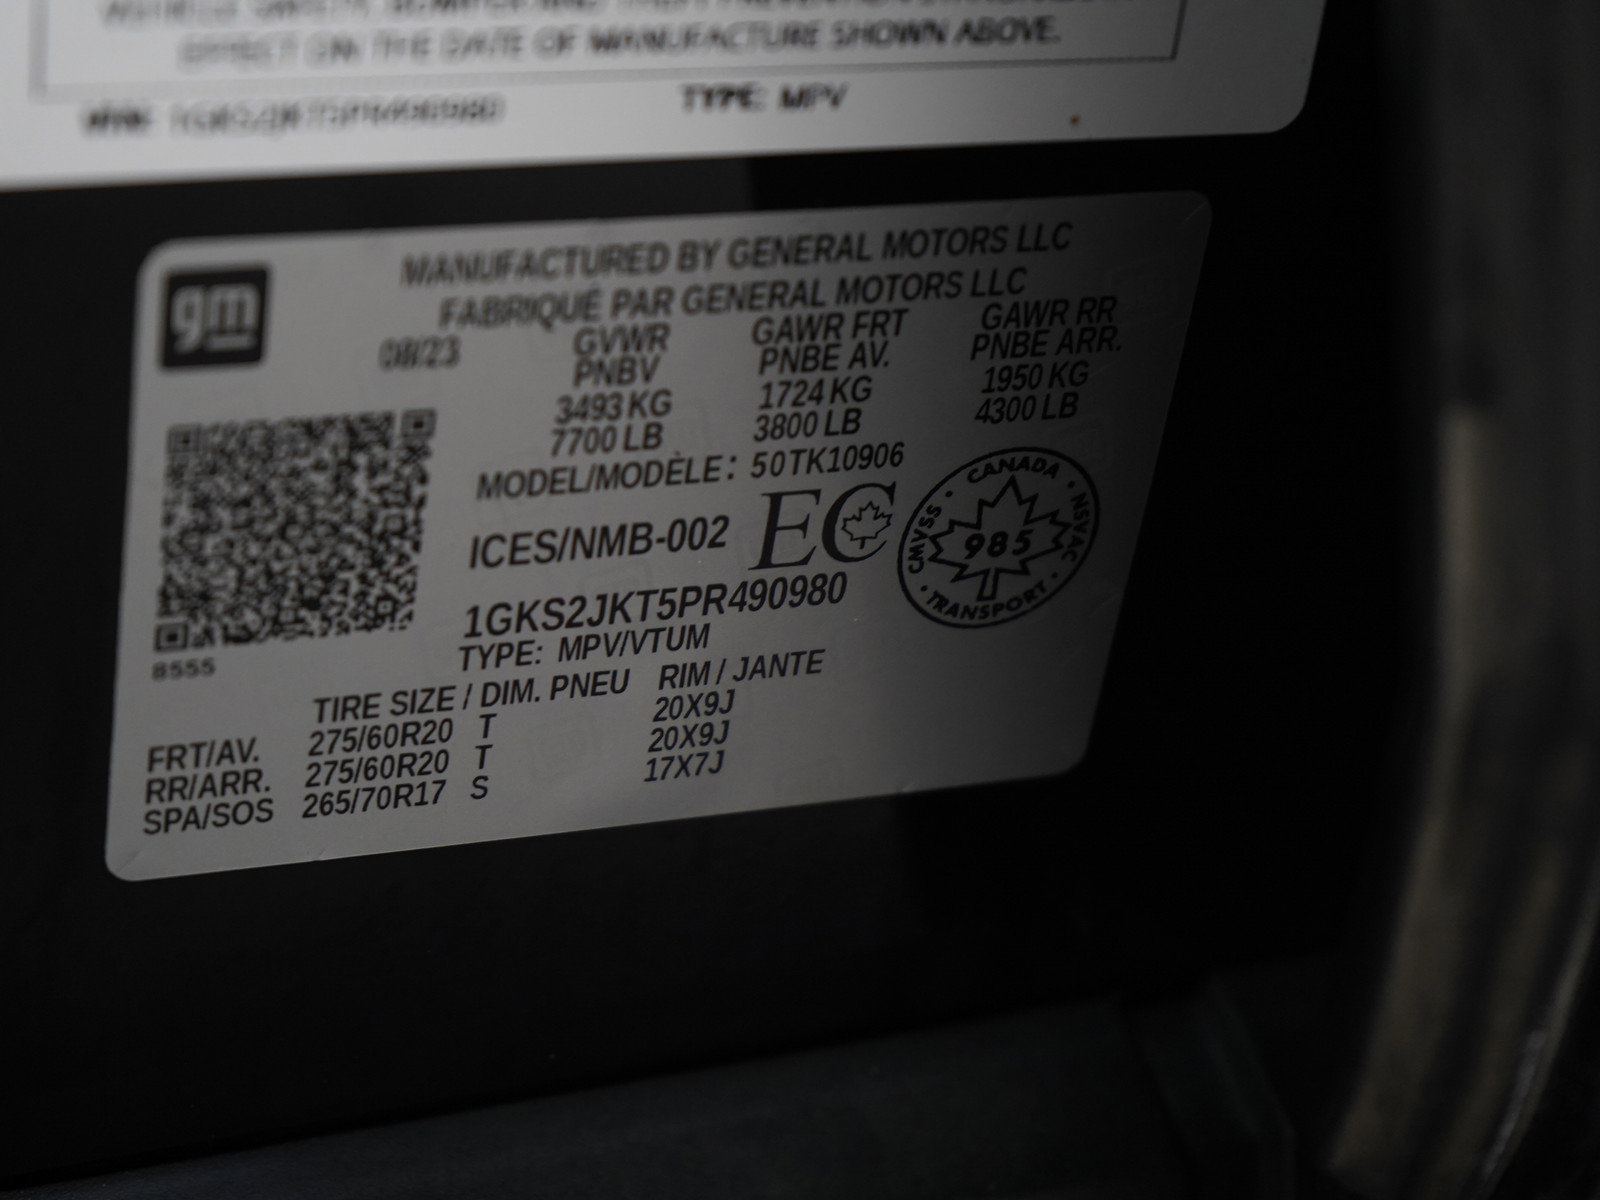 EFFECT ON THE DATE OF MANUFACTURE SHOWN ABOVE.
TYPE: MPV
gm
MANUFACTURED BY GENERAL MOTORS LLC
FABRIQUÉ PAR GENERAL MOTORS LLC
08/23 GVWR GAWR FRT GAWR RR
PNBV PNBE AV. PNBE ARR.
3493 KG 1724 KG 1950 KG
7700 LB 3800 LB 4300 LB
MODEL/MODÈLE: 50TK10906
ICES/NMB-002 EC
CANADA · NSVAC · TRANSPORT · CMVSS ·
985
1GKS2JKT5PR490980
TYPE: MPV/VTUM
8555
TIRE SIZE / DIM. PNEU RIM / JANTE
FRT/AV. 275/60R20 T 20X9J
RR/ARR. 275/60R20 T 20X9J
SPA/SOS 265/70R17 S 17X7J